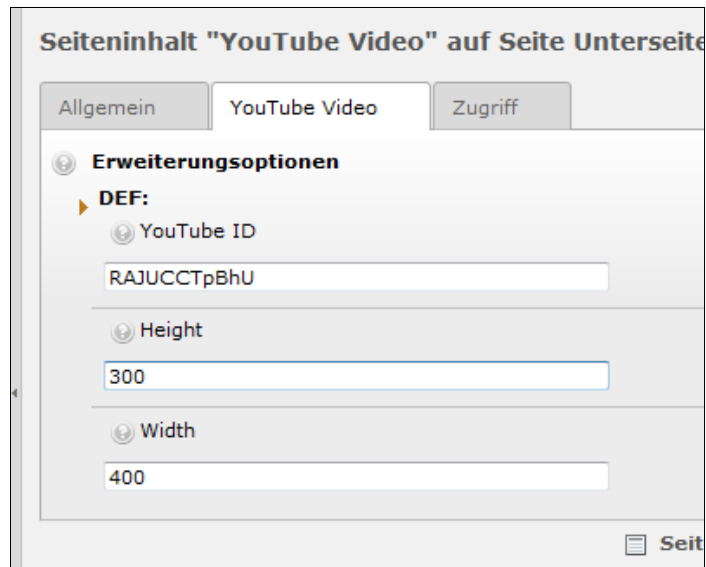 Seiteninhalt "YouTube Video" auf Seite Unterseite
Allgemein YouTube Video Zugriff
Erweiterungsoptionen
DEF:
YouTube ID
RAJUCCTpBhU
Height
300
Width
400
Seit